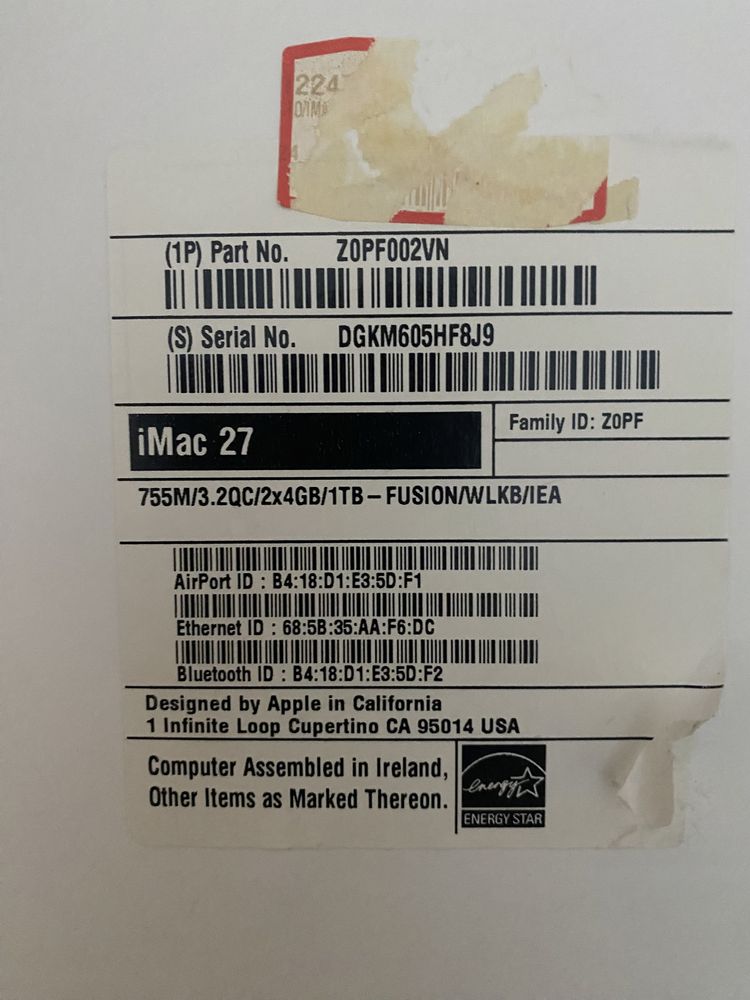 224
(1P) Part No. Z0PF002VN
(S) Serial No. DGKM605HF8J9
iMac 27
Family ID: Z0PF
755M/3.2QC/2x4GB/1TB – FUSION/WLKB/IEA
AirPort ID : B4:18:D1:E3:5D:F1
Ethernet ID : 68:5B:35:AA:F6:DC
Bluetooth ID : B4:18:D1:E3:5D:F2
Designed by Apple in California
1 Infinite Loop Cupertino CA 95014 USA
Computer Assembled in Ireland,
Other Items as Marked Thereon.
energy
ENERGY STAR